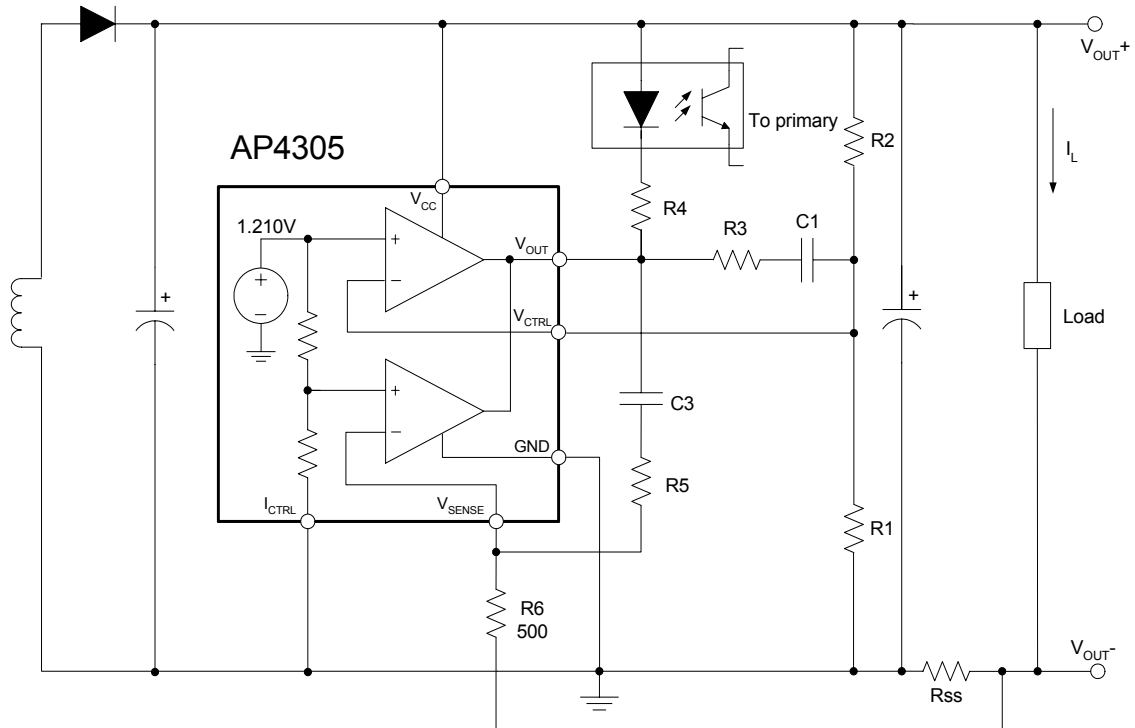 V_OUT+
To primary
R2
AP4305
I_L
V_CC
R4
R3
C1
1.210V
+
+
V_OUT
+
−
−
+
+
V_CTRL
Load
+
C3
−
GND
R5
I_CTRL
V_SENSE
R1
R6
500
V_OUT-
Rss